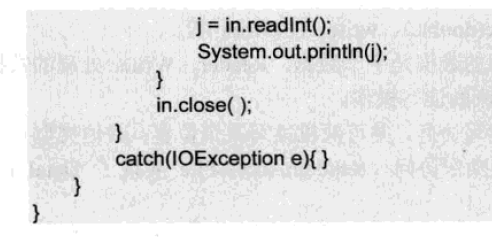 j = in.readInt();
System.out.println(j);
}
in.close( );
}
catch(IOException e){ }
}
}